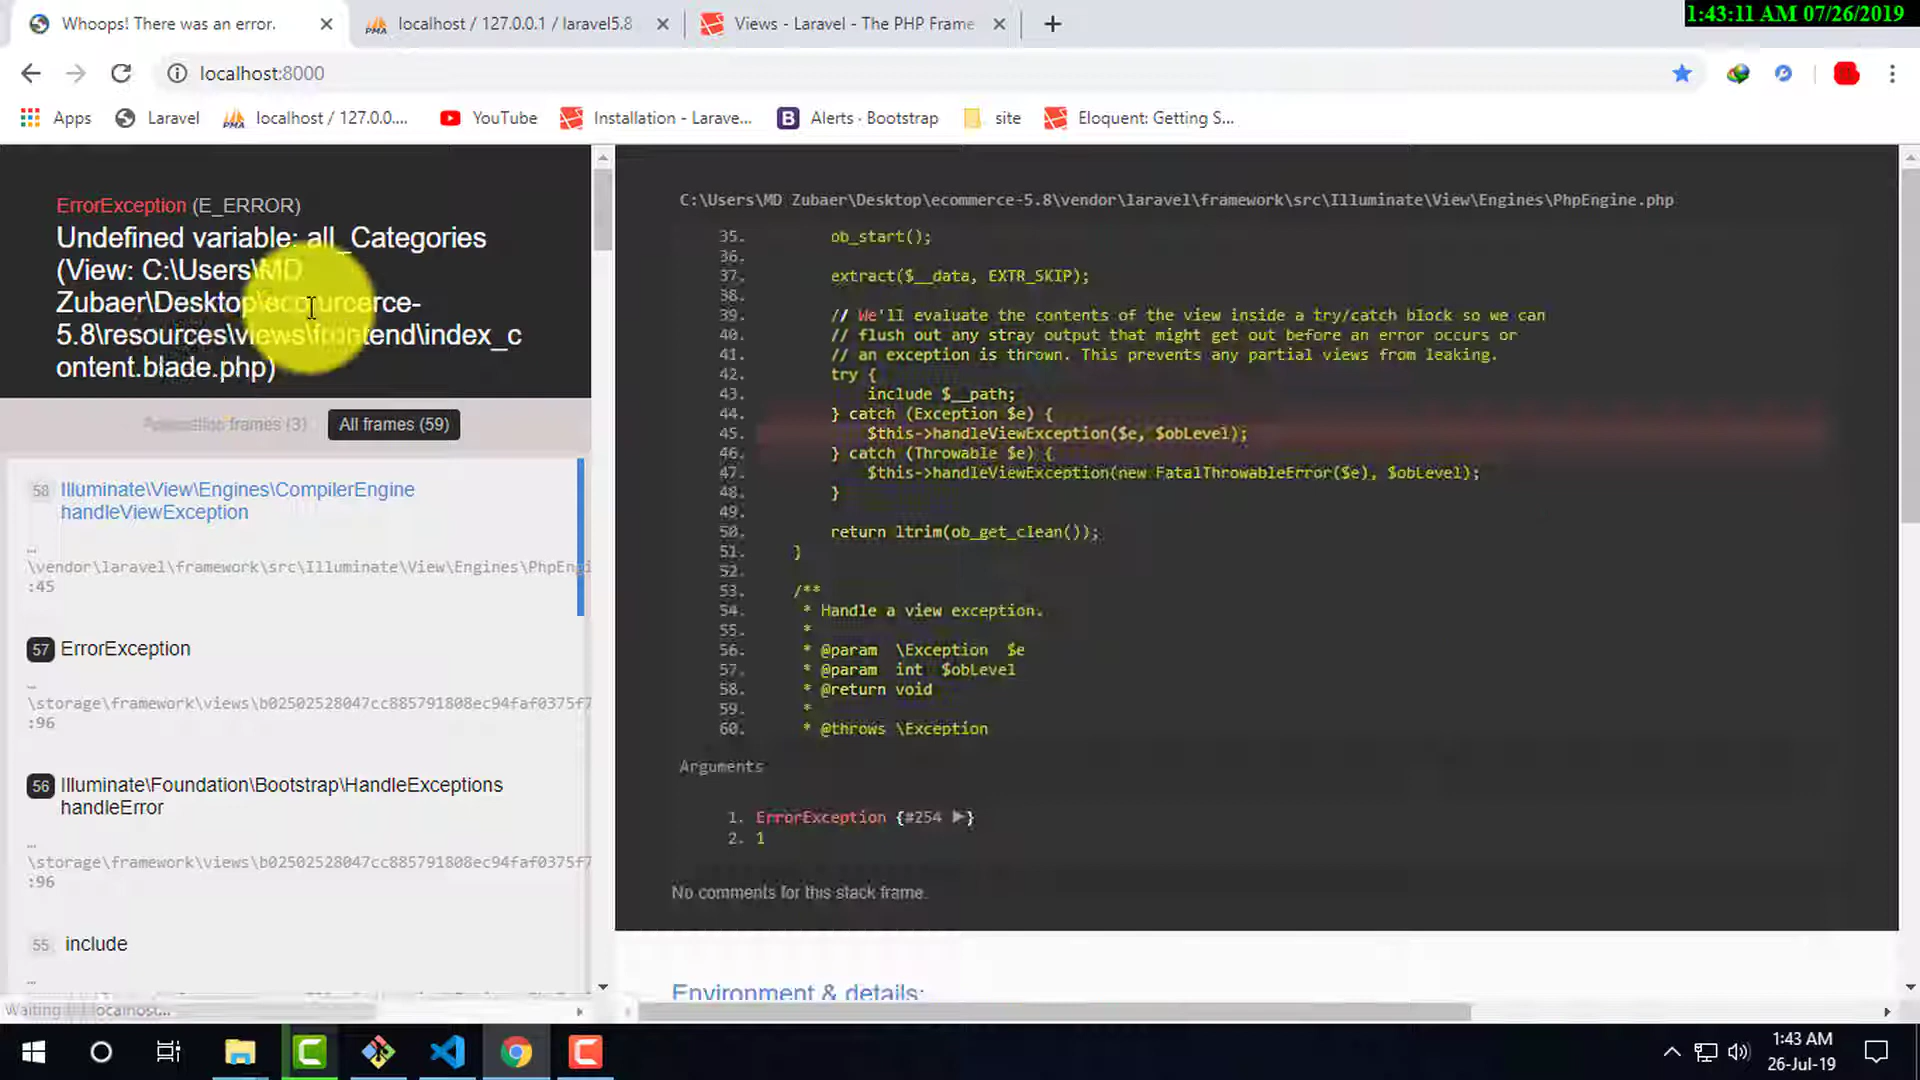 1:43:11 AM 07/26/2019
Whoops! There was an error.
localhost / 127.0.0.1 / laravel5.8
Views - Laravel - The PHP Frame
localhost:8000
Apps
Laravel
localhost / 127.0.0....
YouTube
Installation - Larave...
Alerts · Bootstrap
site
Eloquent: Getting S...
ErrorException (E_ERROR)
Undefined variable: all_Categories
(View: C:\Users\MD
Zubaer\Desktop\ecommerce-
5.8\resources\views\frontend\index_c
ontent.blade.php)
Application frames (3)
All frames (59)
58 Illuminate\View\Engines\CompilerEngine
handleViewException
…
\vendor\laravel\framework\src\Illuminate\View\Engines\PhpEngi
:45
57 ErrorException
…
\storage\framework\views\b02502528047cc885791808ec94faf0375f7
:96
56 Illuminate\Foundation\Bootstrap\HandleExceptions
handleError
…
\storage\framework\views\b02502528047cc885791808ec94faf0375f7
:96
55 include
…
Waiting localhost...
C:\Users\MD Zubaer\Desktop\ecommerce-5.8\vendor\laravel\framework\src\Illuminate\View\Engines\PhpEngine.php
35. ob_start();
36.
37. extract($__data, EXTR_SKIP);
38.
39. // We'll evaluate the contents of the view inside a try/catch block so we can
40. // flush out any stray output that might get out before an error occurs or
41. // an exception is thrown. This prevents any partial views from leaking.
42. try {
43. include $__path;
44. } catch (Exception $e) {
45. $this->handleViewException($e, $obLevel);
46. } catch (Throwable $e) {
47. $this->handleViewException(new FatalThrowableError($e), $obLevel);
48. }
49.
50. return ltrim(ob_get_clean());
51. }
52.
53. /**
54. * Handle a view exception.
55. *
56. * @param \Exception $e
57. * @param int $obLevel
58. * @return void
59. *
60. * @throws \Exception
Arguments
1. ErrorException {#254 ▶}
2. 1
No comments for this stack frame.
Environment & details:
1:43 AM
26-Jul-19